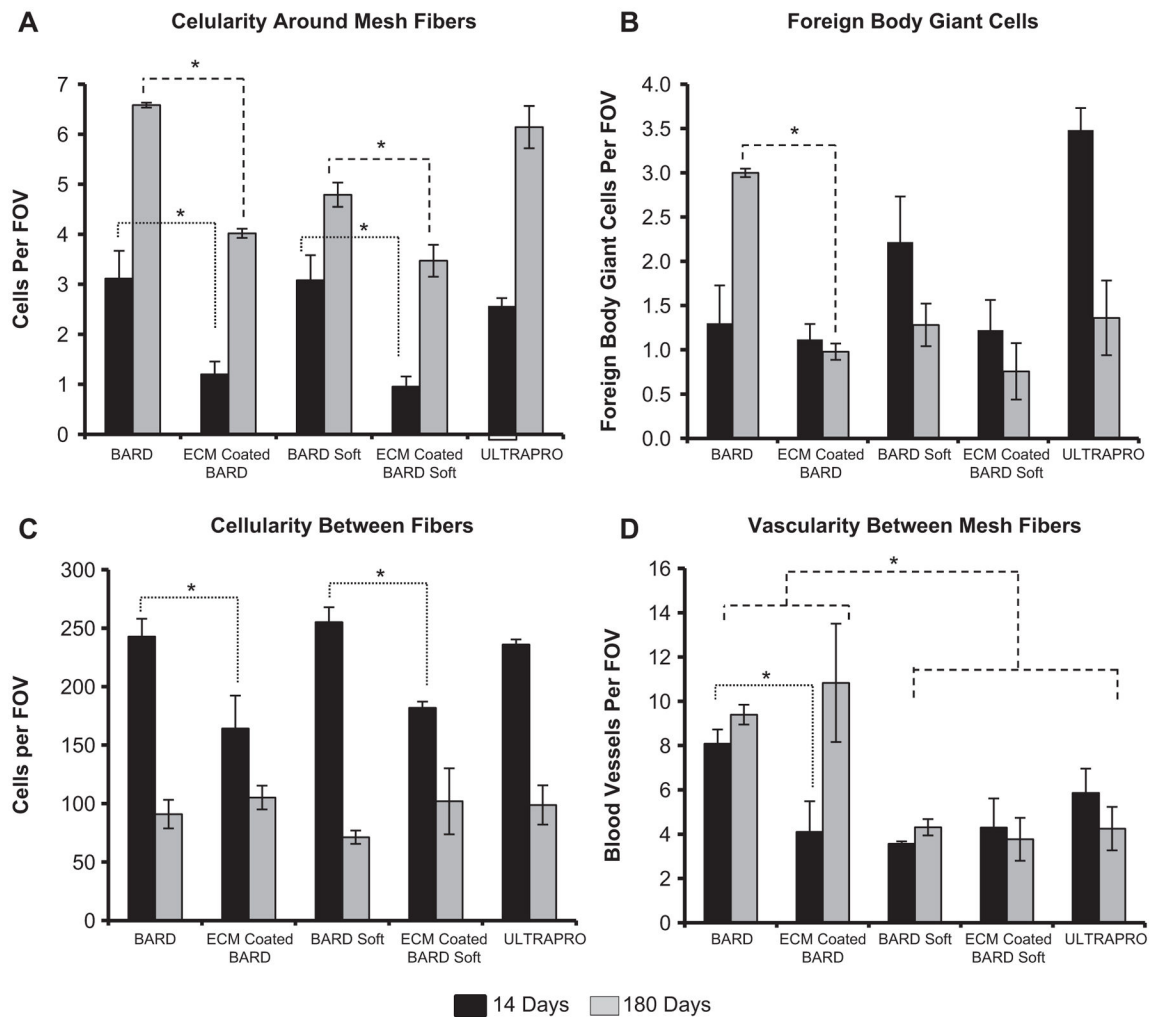 A
Celularity Around Mesh Fibers
Cells Per FOV
7
6
5
4
3
2
1
0
*
*
*
*
BARD
ECM Coated
BARD
BARD Soft
ECM Coated
BARD Soft
ULTRAPRO
B
Foreign Body Giant Cells
Foreign Body Giant Cells Per FOV
4.0
3.5
3.0
2.5
2.0
1.5
1.0
0.5
0.0
*
BARD
ECM Coated
BARD
BARD Soft
ECM Coated
BARD Soft
ULTRAPRO
C
Cellularity Between Fibers
Cells per FOV
300
250
200
150
100
50
0
*
*
BARD
ECM Coated
BARD
BARD Soft
ECM Coated
BARD Soft
ULTRAPRO
D
Vascularity Between Mesh Fibers
Blood Vessels Per FOV
16
14
12
10
8
6
4
2
0
*
*
BARD
ECM Coated
BARD
BARD Soft
ECM Coated
BARD Soft
ULTRAPRO
14 Days
180 Days